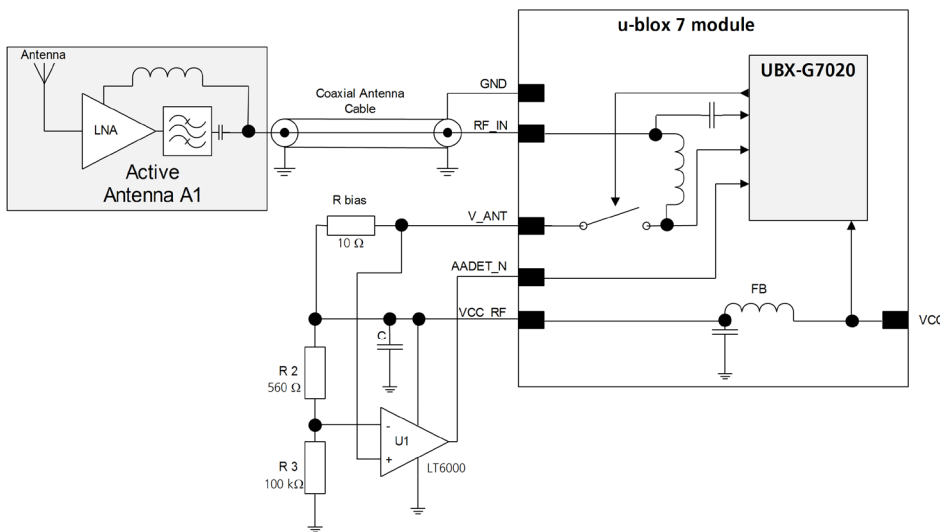 u-blox 7 module
Antenna
LNA
Active
Antenna A1
Coaxial Antenna
Cable
GND
RF_IN
UBX-G7020
R bias
10 Ω
V_ANT
AADET_N
VCC_RF
FB
VCC
C
R 2
560 Ω
-
U1
+
LT6000
R 3
100 kΩ